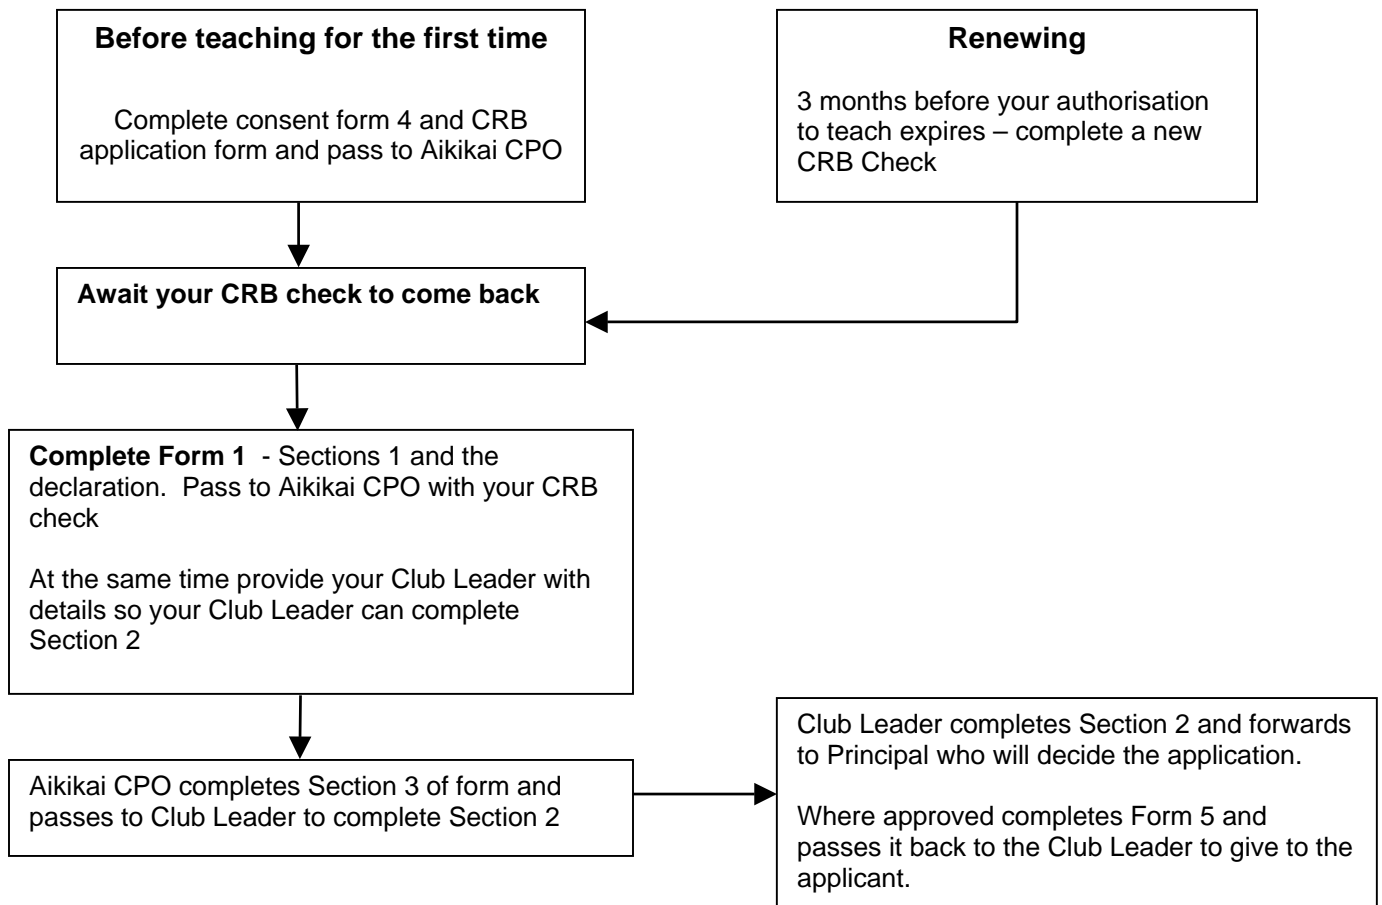 Before teaching for the first time
Complete consent form 4 and CRB
application form and pass to Aikikai CPO
Renewing
3 months before your authorisation
to teach expires – complete a new
CRB Check
Await your CRB check to come back
Complete Form 1  - Sections 1 and the
declaration.  Pass to Aikikai CPO with your CRB
check
At the same time provide your Club Leader with
details so your Club Leader can complete
Section 2
Aikikai CPO completes Section 3 of form and
passes to Club Leader to complete Section 2
Club Leader completes Section 2 and forwards
to Principal who will decide the application.
Where approved completes Form 5 and
passes it back to the Club Leader to give to the
applicant.